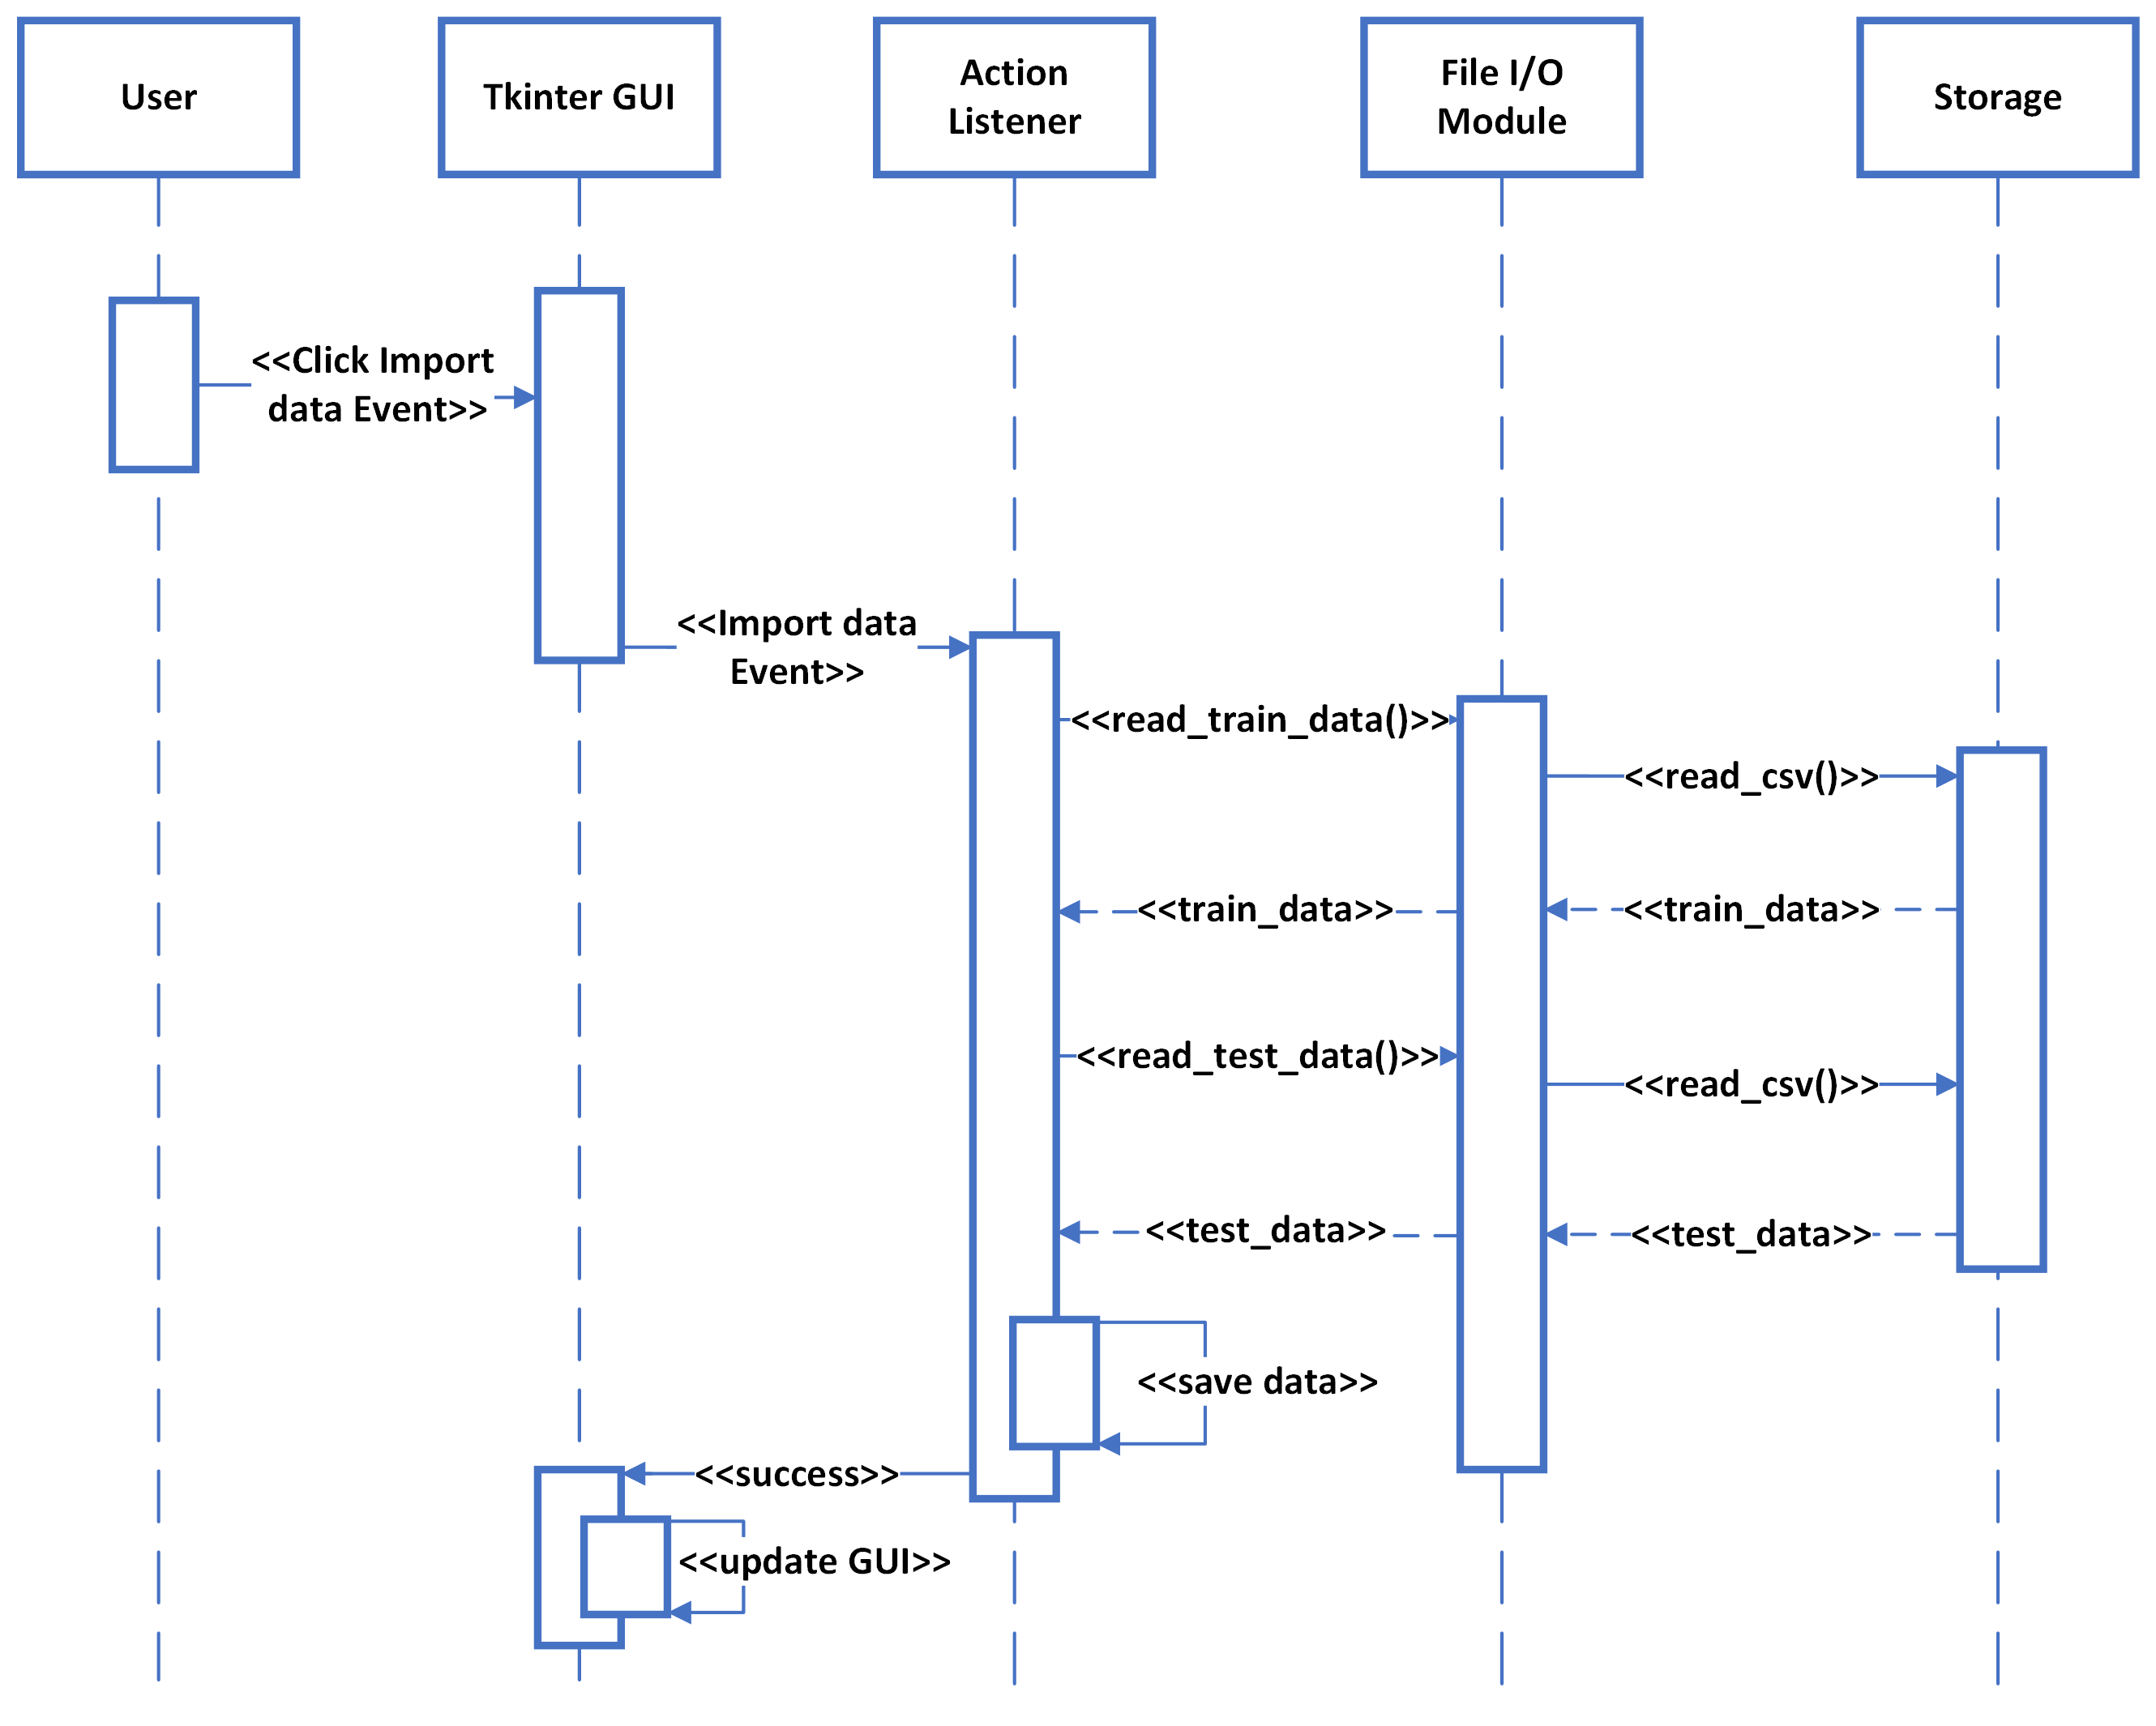 User
Tkinter GUI
Action
Listener
File I/O
Module
Storage
<<Click Import
data Event>>
<<Import data
Event>>
<<read_train_data()>>
<<read_csv()>>
<<train_data>>
<<train_data>>
<<read_test_data()>>
<<read_csv()>>
<<test_data>>
<<test_data>>
<<save data>>
<<success>>
<<update GUI>>